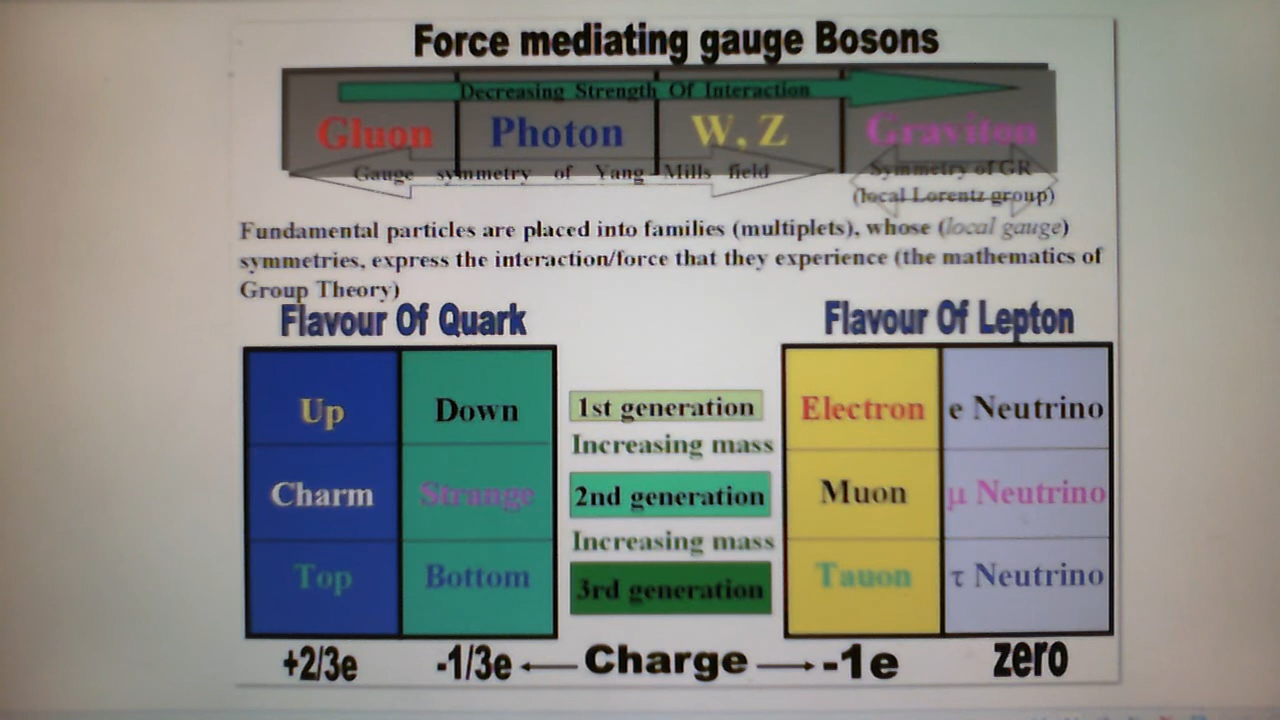 Force mediating gauge Bosons
Decreasing Strength Of Interaction
Gluon Photon W, Z Graviton
Gauge symmetry of Yang Mills field
Symmetry of GR
(local Lorentz group)
Fundamental particles are placed into families (multiplets), whose (local gauge)
symmetries, express the interaction/force that they experience (the mathematics of
Group Theory)
Flavour Of Quark
Flavour Of Lepton
Up Down 1st generation Electron e Neutrino
Increasing mass
Charm Strange 2nd generation Muon μ Neutrino
Increasing mass
Top Bottom 3rd generation Tauon τ Neutrino
+2/3e -1/3e ← Charge → -1e zero